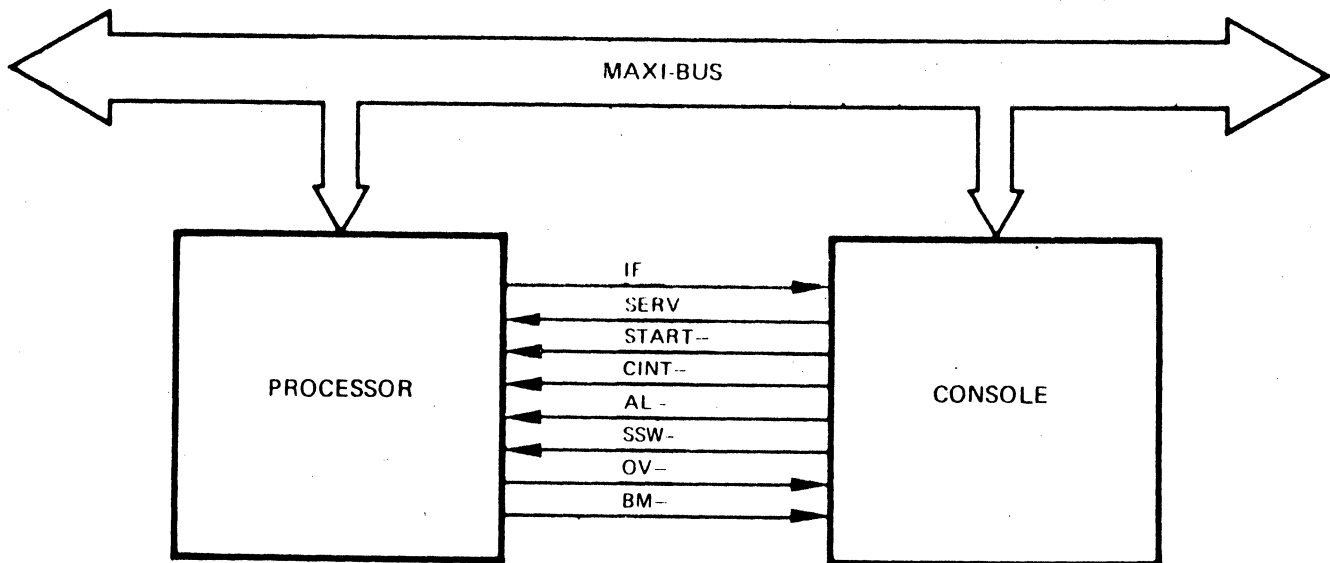 MAXI-BUS
IF
SERV
START–
CINT–
AL–
SSW–
OV–
BM–
PROCESSOR
CONSOLE